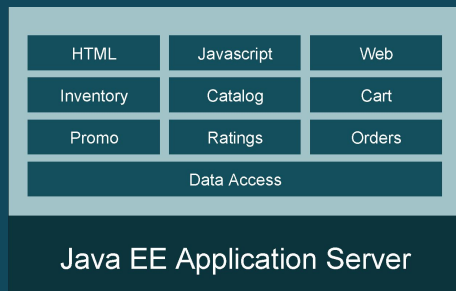 HTML Javascript Web
Inventory Catalog Cart
Promo Ratings Orders
Data Access
Java EE Application Server